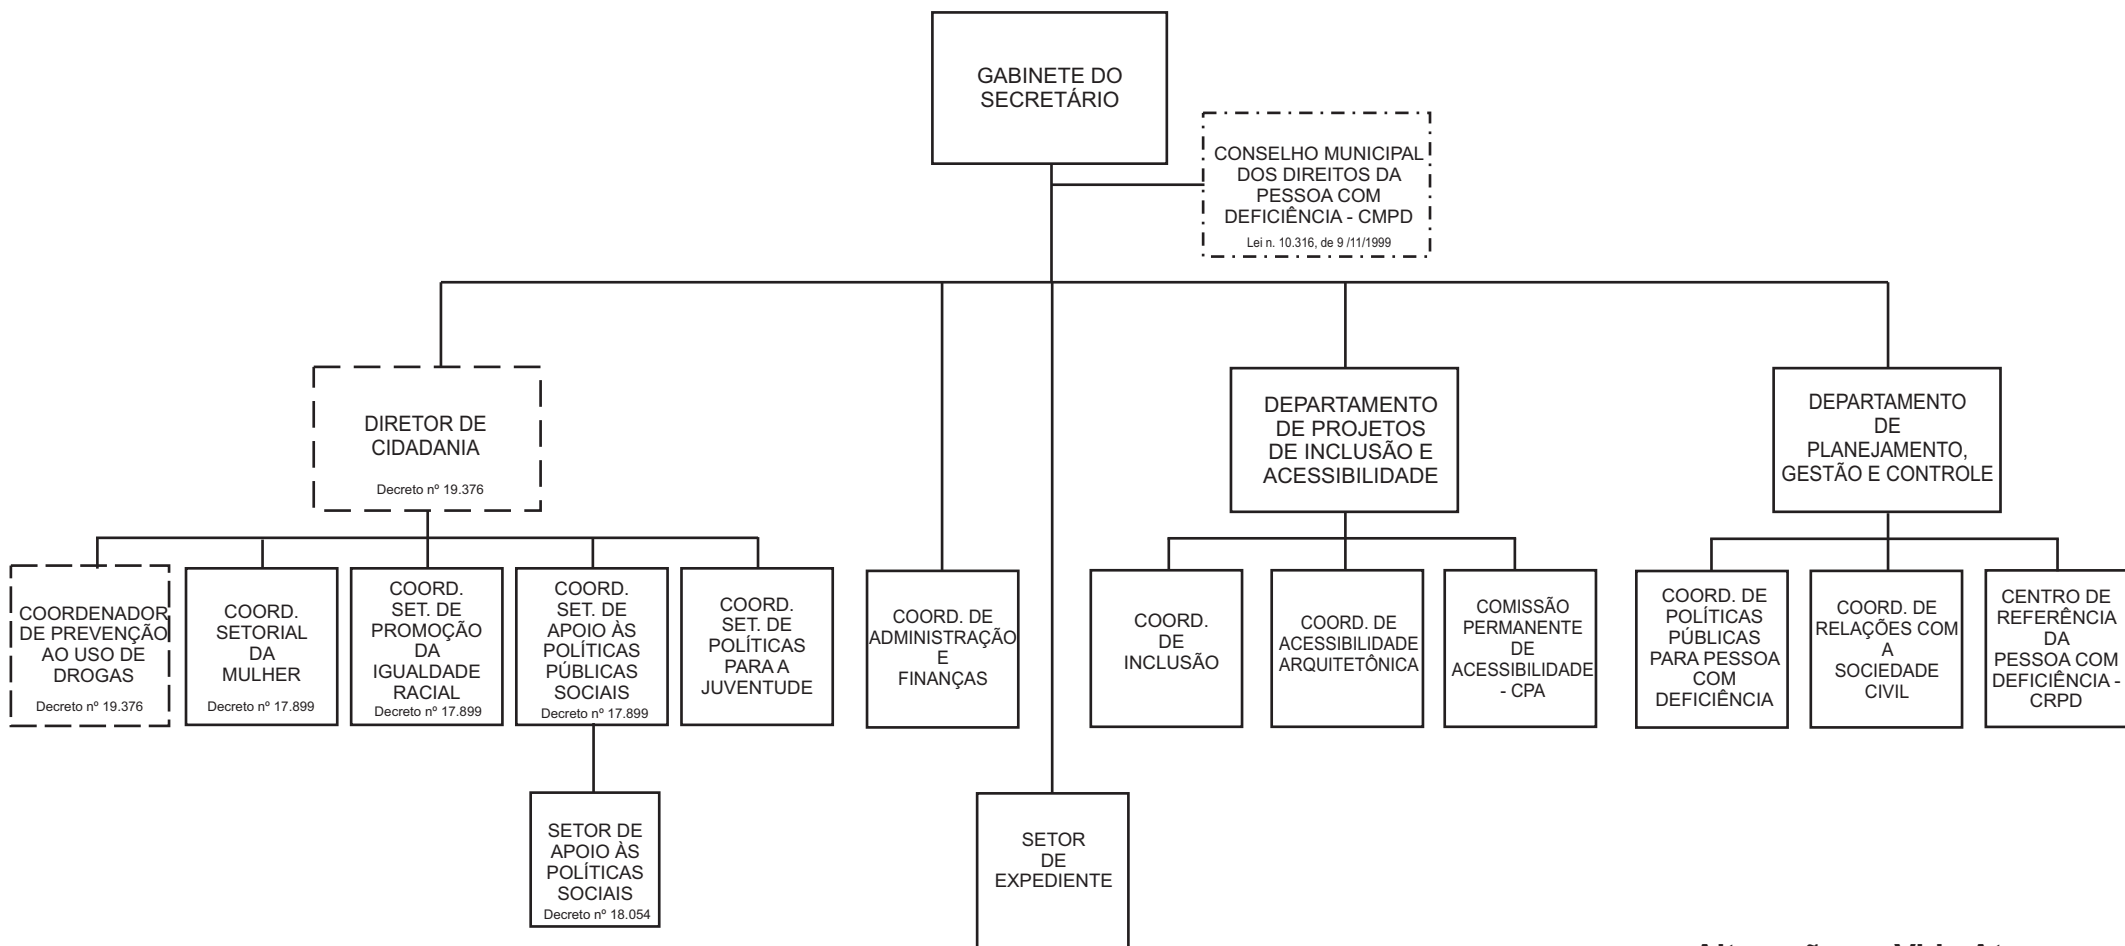 GABINETE DO
SECRETÁRIO
CONSELHO MUNICIPAL
DOS DIREITOS DA
PESSOA COM
DEFICIÊNCIA - CMPD
Lei n. 10.316, de 9 /11/1999
DIRETOR DE
CIDADANIA
Decreto nº 19.376
DEPARTAMENTO
DE PROJETOS
DE INCLUSÃO E
ACESSIBILIDADE
DEPARTAMENTO
DE
PLANEJAMENTO,
GESTÃO E CONTROLE
COORDENADOR
DE PREVENÇÃO
AO USO DE
DROGAS
Decreto nº 19.376
COORD.
SETORIAL
DA
MULHER
Decreto nº 17.899
COORD.
SET. DE
PROMOÇÃO
DA
IGUALDADE
RACIAL
Decreto nº 17.899
COORD.
SET. DE
APOIO ÀS
POLÍTICAS
PÚBLICAS
SOCIAIS
Decreto nº 17.899
COORD.
SET. DE
POLÍTICAS
PARA A
JUVENTUDE
COORD. DE
ADMINISTRAÇÃO
E
FINANÇAS
COORD.
DE
INCLUSÃO
COORD. DE
ACESSIBILIDADE
ARQUITETÔNICA
COMISSÃO
PERMANENTE
DE
ACESSIBILIDADE
- CPA
COORD. DE
POLÍTICAS
PÚBLICAS
PARA PESSOA
COM
DEFICIÊNCIA
COORD. DE
RELAÇÕES COM
A
SOCIEDADE
CIVIL
CENTRO DE
REFERÊNCIA
DA
PESSOA COM
DEFICIÊNCIA -
CRPD
SETOR DE
APOIO ÀS
POLÍTICAS
SOCIAIS
Decreto nº 18.054
SETOR
DE
EXPEDIENTE